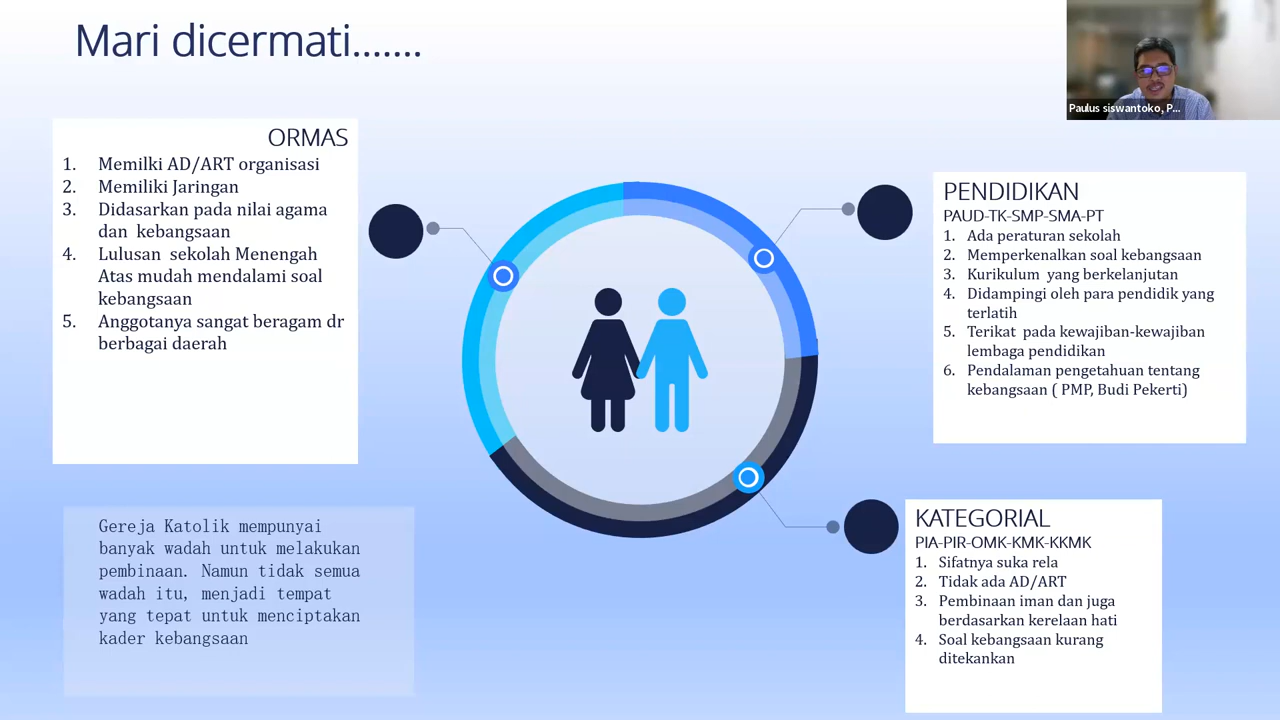 Mari dicermati.......
Paulus siswantoko, P...
ORMAS
1. Memilki AD/ART organisasi
2. Memiliki Jaringan
3. Didasarkan pada nilai agama
dan kebangsaan
4. Lulusan sekolah Menengah
Atas mudah mendalami soal
kebangsaan
5. Anggotanya sangat beragam dr
berbagai daerah
PENDIDIKAN
PAUD-TK-SMP-SMA-PT
1. Ada peraturan sekolah
2. Memperkenalkan soal kebangsaan
3. Kurikulum yang berkelanjutan
4. Didampingi oleh para pendidik yang
terlatih
5. Terikat pada kewajiban-kewajiban
lembaga pendidikan
6. Pendalaman pengetahuan tentang
kebangsaan ( PMP, Budi Pekerti)
Gereja Katolik mempunyai
banyak wadah untuk melakukan
pembinaan. Namun tidak semua
wadah itu, menjadi tempat
yang tepat untuk menciptakan
kader kebangsaan
KATEGORIAL
PIA-PIR-OMK-KMK-KKMK
1. Sifatnya suka rela
2. Tidak ada AD/ART
3. Pembinaan iman dan juga
berdasarkan kerelaan hati
4. Soal kebangsaan kurang
ditekankan